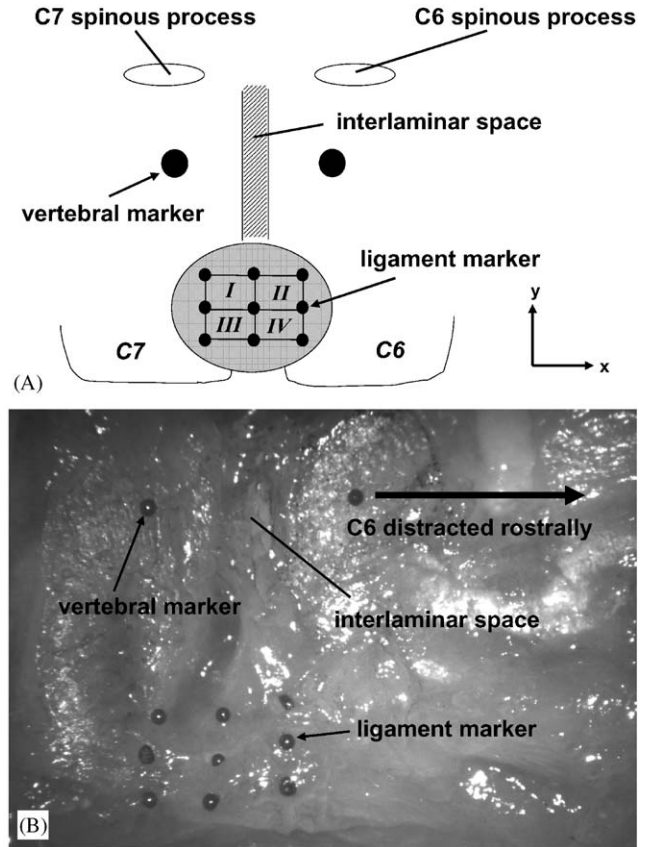 C7 spinous process
C6 spinous process
interlaminar space
vertebral marker
ligament marker
I
II
III
IV
y
x
C7
C6
(A)
C6 distracted rostrally
vertebral marker
interlaminar space
ligament marker
(B)